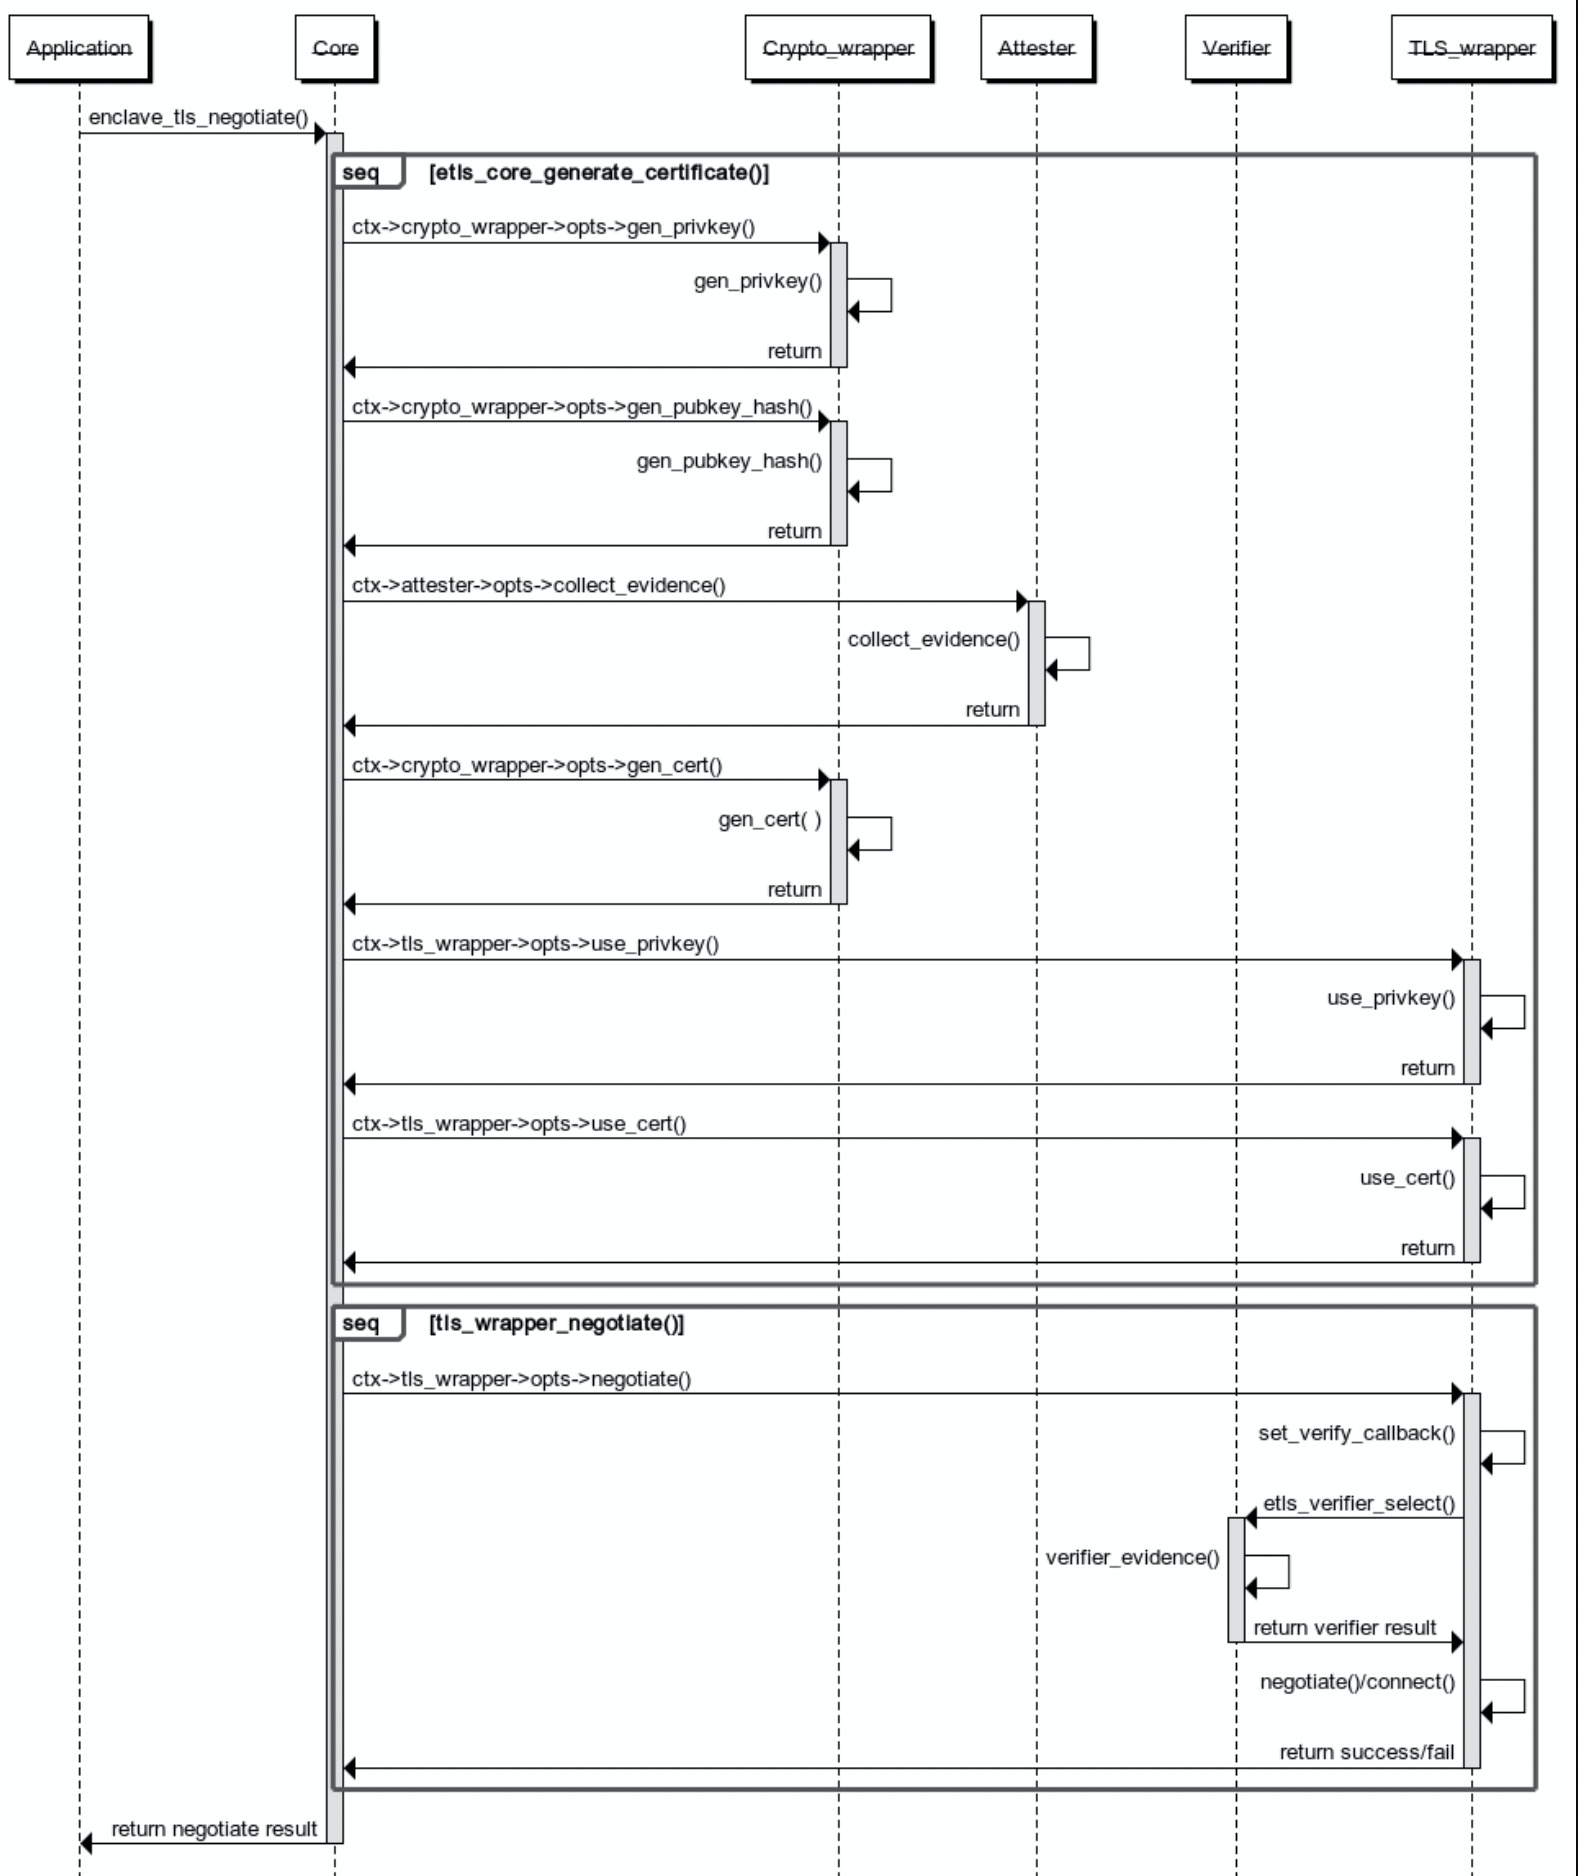 Application Core Crypto_wrapper Attester Verifier TLS_wrapper
enclave_tls_negotiate()
seq [etls_core_generate_certificate()]
ctx->crypto_wrapper->opts->gen_privkey()
gen_privkey()
return
ctx->crypto_wrapper->opts->gen_pubkey_hash()
gen_pubkey_hash()
return
ctx->attester->opts->collect_evidence()
collect_evidence()
return
ctx->crypto_wrapper->opts->gen_cert()
gen_cert( )
return
ctx->tls_wrapper->opts->use_privkey()
use_privkey()
return
ctx->tls_wrapper->opts->use_cert()
use_cert()
return
seq [tls_wrapper_negotiate()]
ctx->tls_wrapper->opts->negotiate()
set_verify_callback()
etls_verifier_select()
verifier_evidence()
return verifier result
negotiate()/connect()
return success/fail
return negotiate result